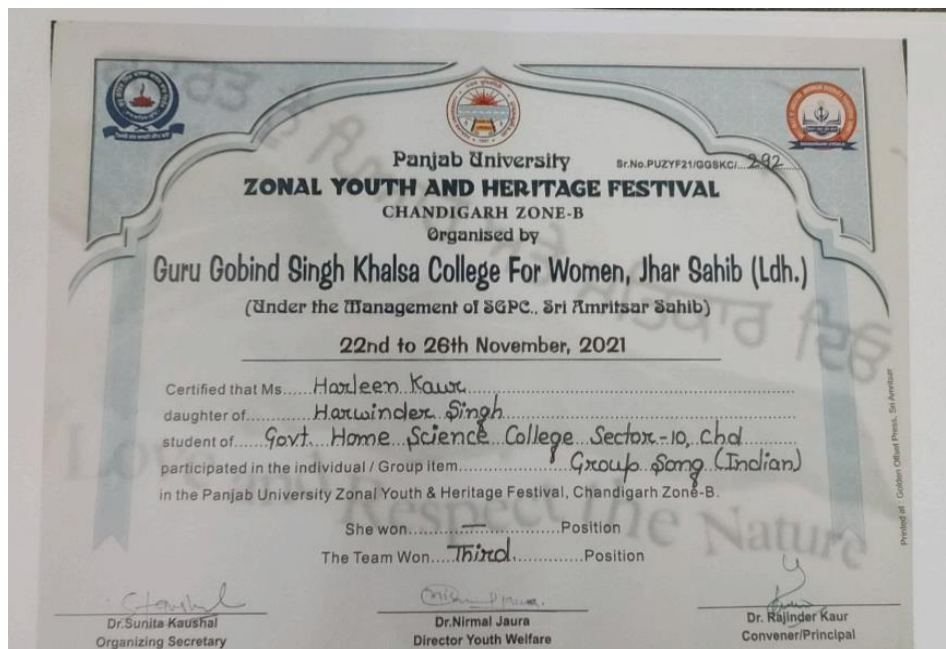 Panjab University
Sr.No.PUZYF21/GGSKC/....292....
ZONAL YOUTH AND HERITAGE FESTIVAL
CHANDIGARH ZONE-B
Organised by
Guru Gobind Singh Khalsa College For Women, Jhar Sahib (Ldh.)
(Under the Management of SGPC., Sri Amritsar Sahib)
22nd to 26th November, 2021
Certified that Ms......Harleen Kaur
daughter of............Harwinder Singh
student of.....Govt. Home Science College Sector-10, Chd
participated in the individual / Group item....................Group Song (Indian)
in the Panjab University Zonal Youth & Heritage Festival, Chandigarh Zone-B.
She won..........—..............Position
The Team Won....Third..............Position
Love and Respect the Nature
Dr.Sunita Kaushal
Organizing Secretary
Dr.Nirmal Jaura
Director Youth Welfare
Dr. Rajinder Kaur
Convener/Principal
Printed at : Golden Offset Press, Sri Amritsar